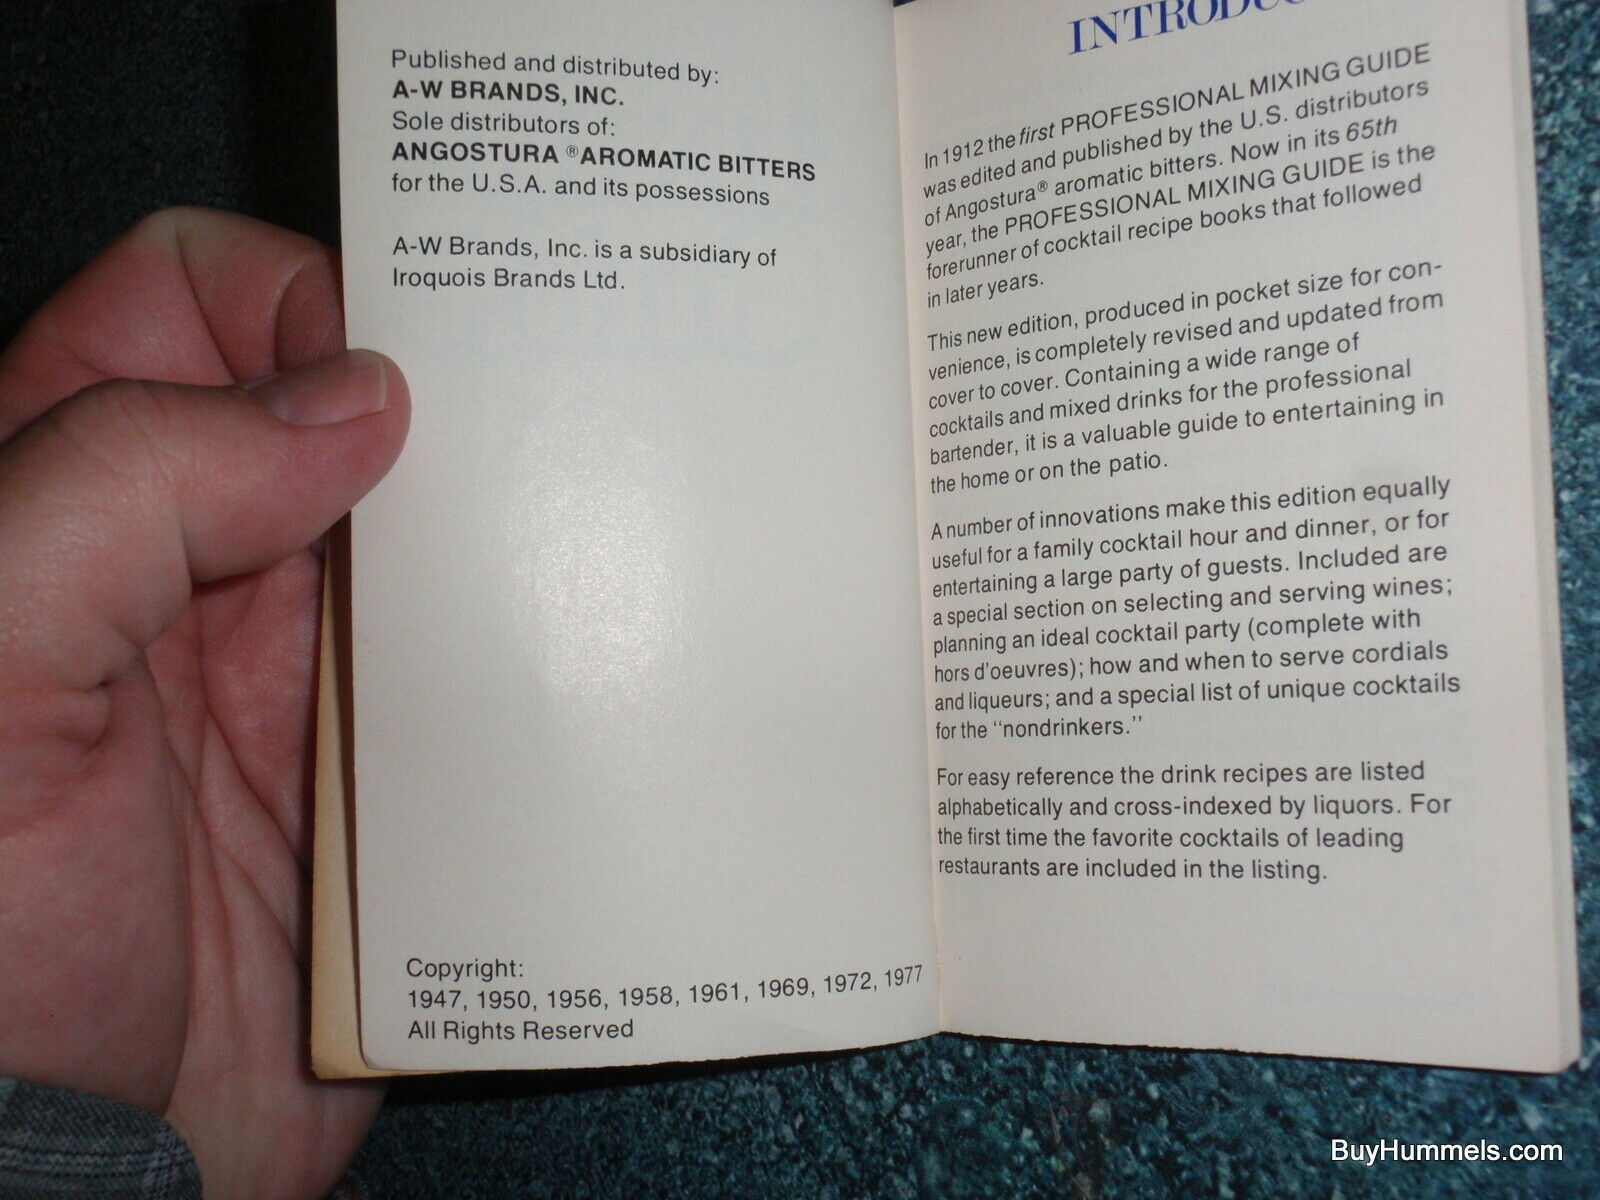 Published and distributed by:
A-W BRANDS, INC.
Sole distributors of:
ANGOSTURA ® AROMATIC BITTERS
for the U.S.A. and its possessions
A-W Brands, Inc. is a subsidiary of
Iroquois Brands Ltd.
Copyright:
1947, 1950, 1956, 1958, 1961, 1969, 1972, 1977
All Rights Reserved
In 1912 the first PROFESSIONAL MIXING GUIDE
was edited and published by the U.S. distributors
of Angostura® aromatic bitters. Now in its 65th
year, the PROFESSIONAL MIXING GUIDE is the
forerunner of cocktail recipe books that followed
in later years.
This new edition, produced in pocket size for con-
venience, is completely revised and updated from
cover to cover. Containing a wide range of
cocktails and mixed drinks for the professional
bartender, it is a valuable guide to entertaining in
the home or on the patio.
A number of innovations make this edition equally
useful for a family cocktail hour and dinner, or for
entertaining a large party of guests. Included are
a special section on selecting and serving wines;
planning an ideal cocktail party (complete with
hors d'oeuvres); how and when to serve cordials
and liqueurs; and a special list of unique cocktails
for the "nondrinkers."
For easy reference the drink recipes are listed
alphabetically and cross-indexed by liquors. For
the first time the favorite cocktails of leading
restaurants are included in the listing.
BuyHummels.com